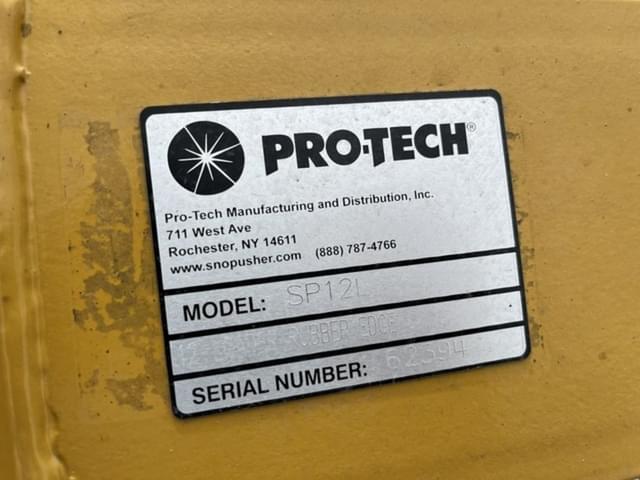 PRO-TECH®
Pro-Tech Manufacturing and Distribution, Inc.
711 West Ave
Rochester, NY 14611
www.snopusher.com (888) 787-4766
MODEL: SP12L
RUBBER EDGE
SERIAL NUMBER: 62394